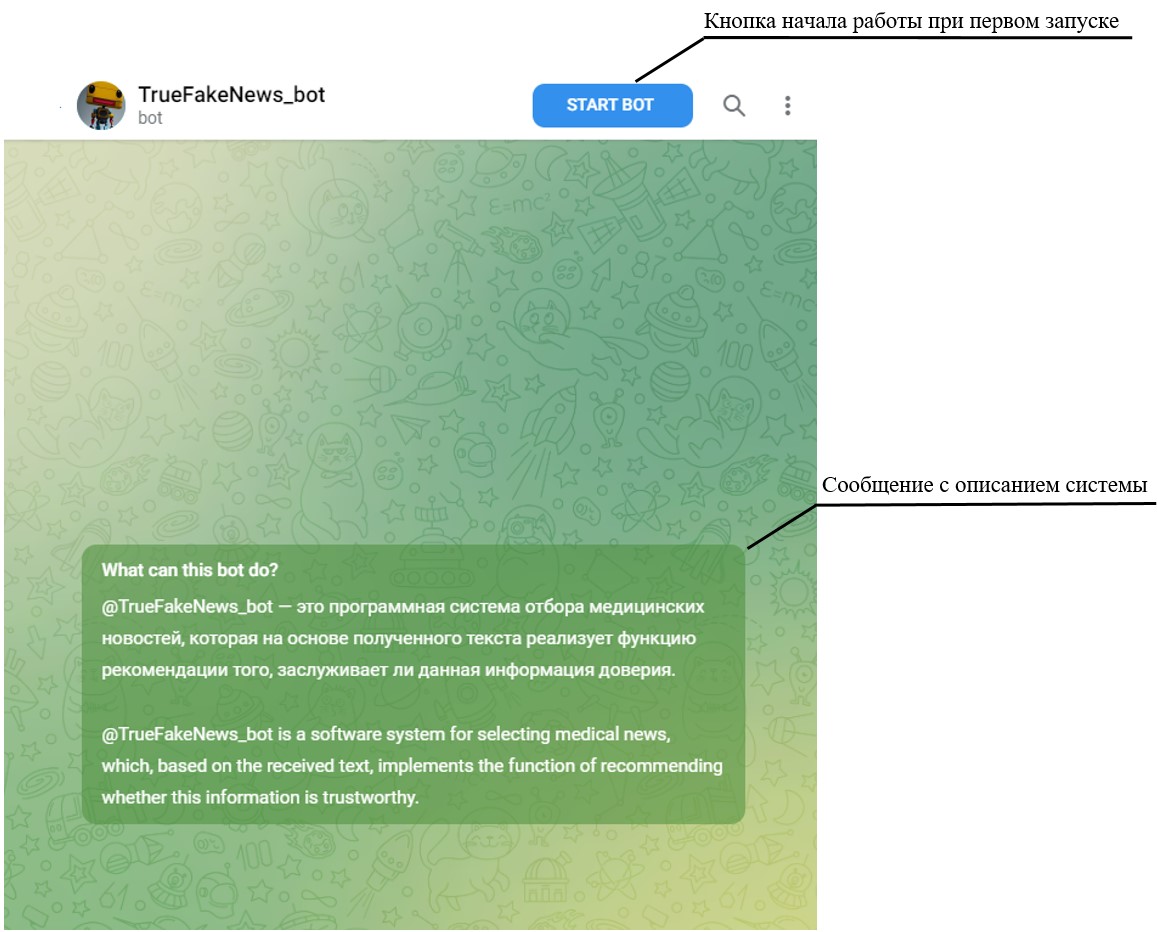 Кнопка начала работы при первом запуске
TrueFakeNews_bot
bot
START BOT
E=mc²
E=mc²
E=mc²
Сообщение с описанием системы
What can this bot do?
@TrueFakeNews_bot — это программная система отбора медицинских
новостей, которая на основе полученного текста реализует функцию
рекомендации того, заслуживает ли данная информация доверия.
@TrueFakeNews_bot is a software system for selecting medical news,
which, based on the received text, implements the function of recommending
whether this information is trustworthy.